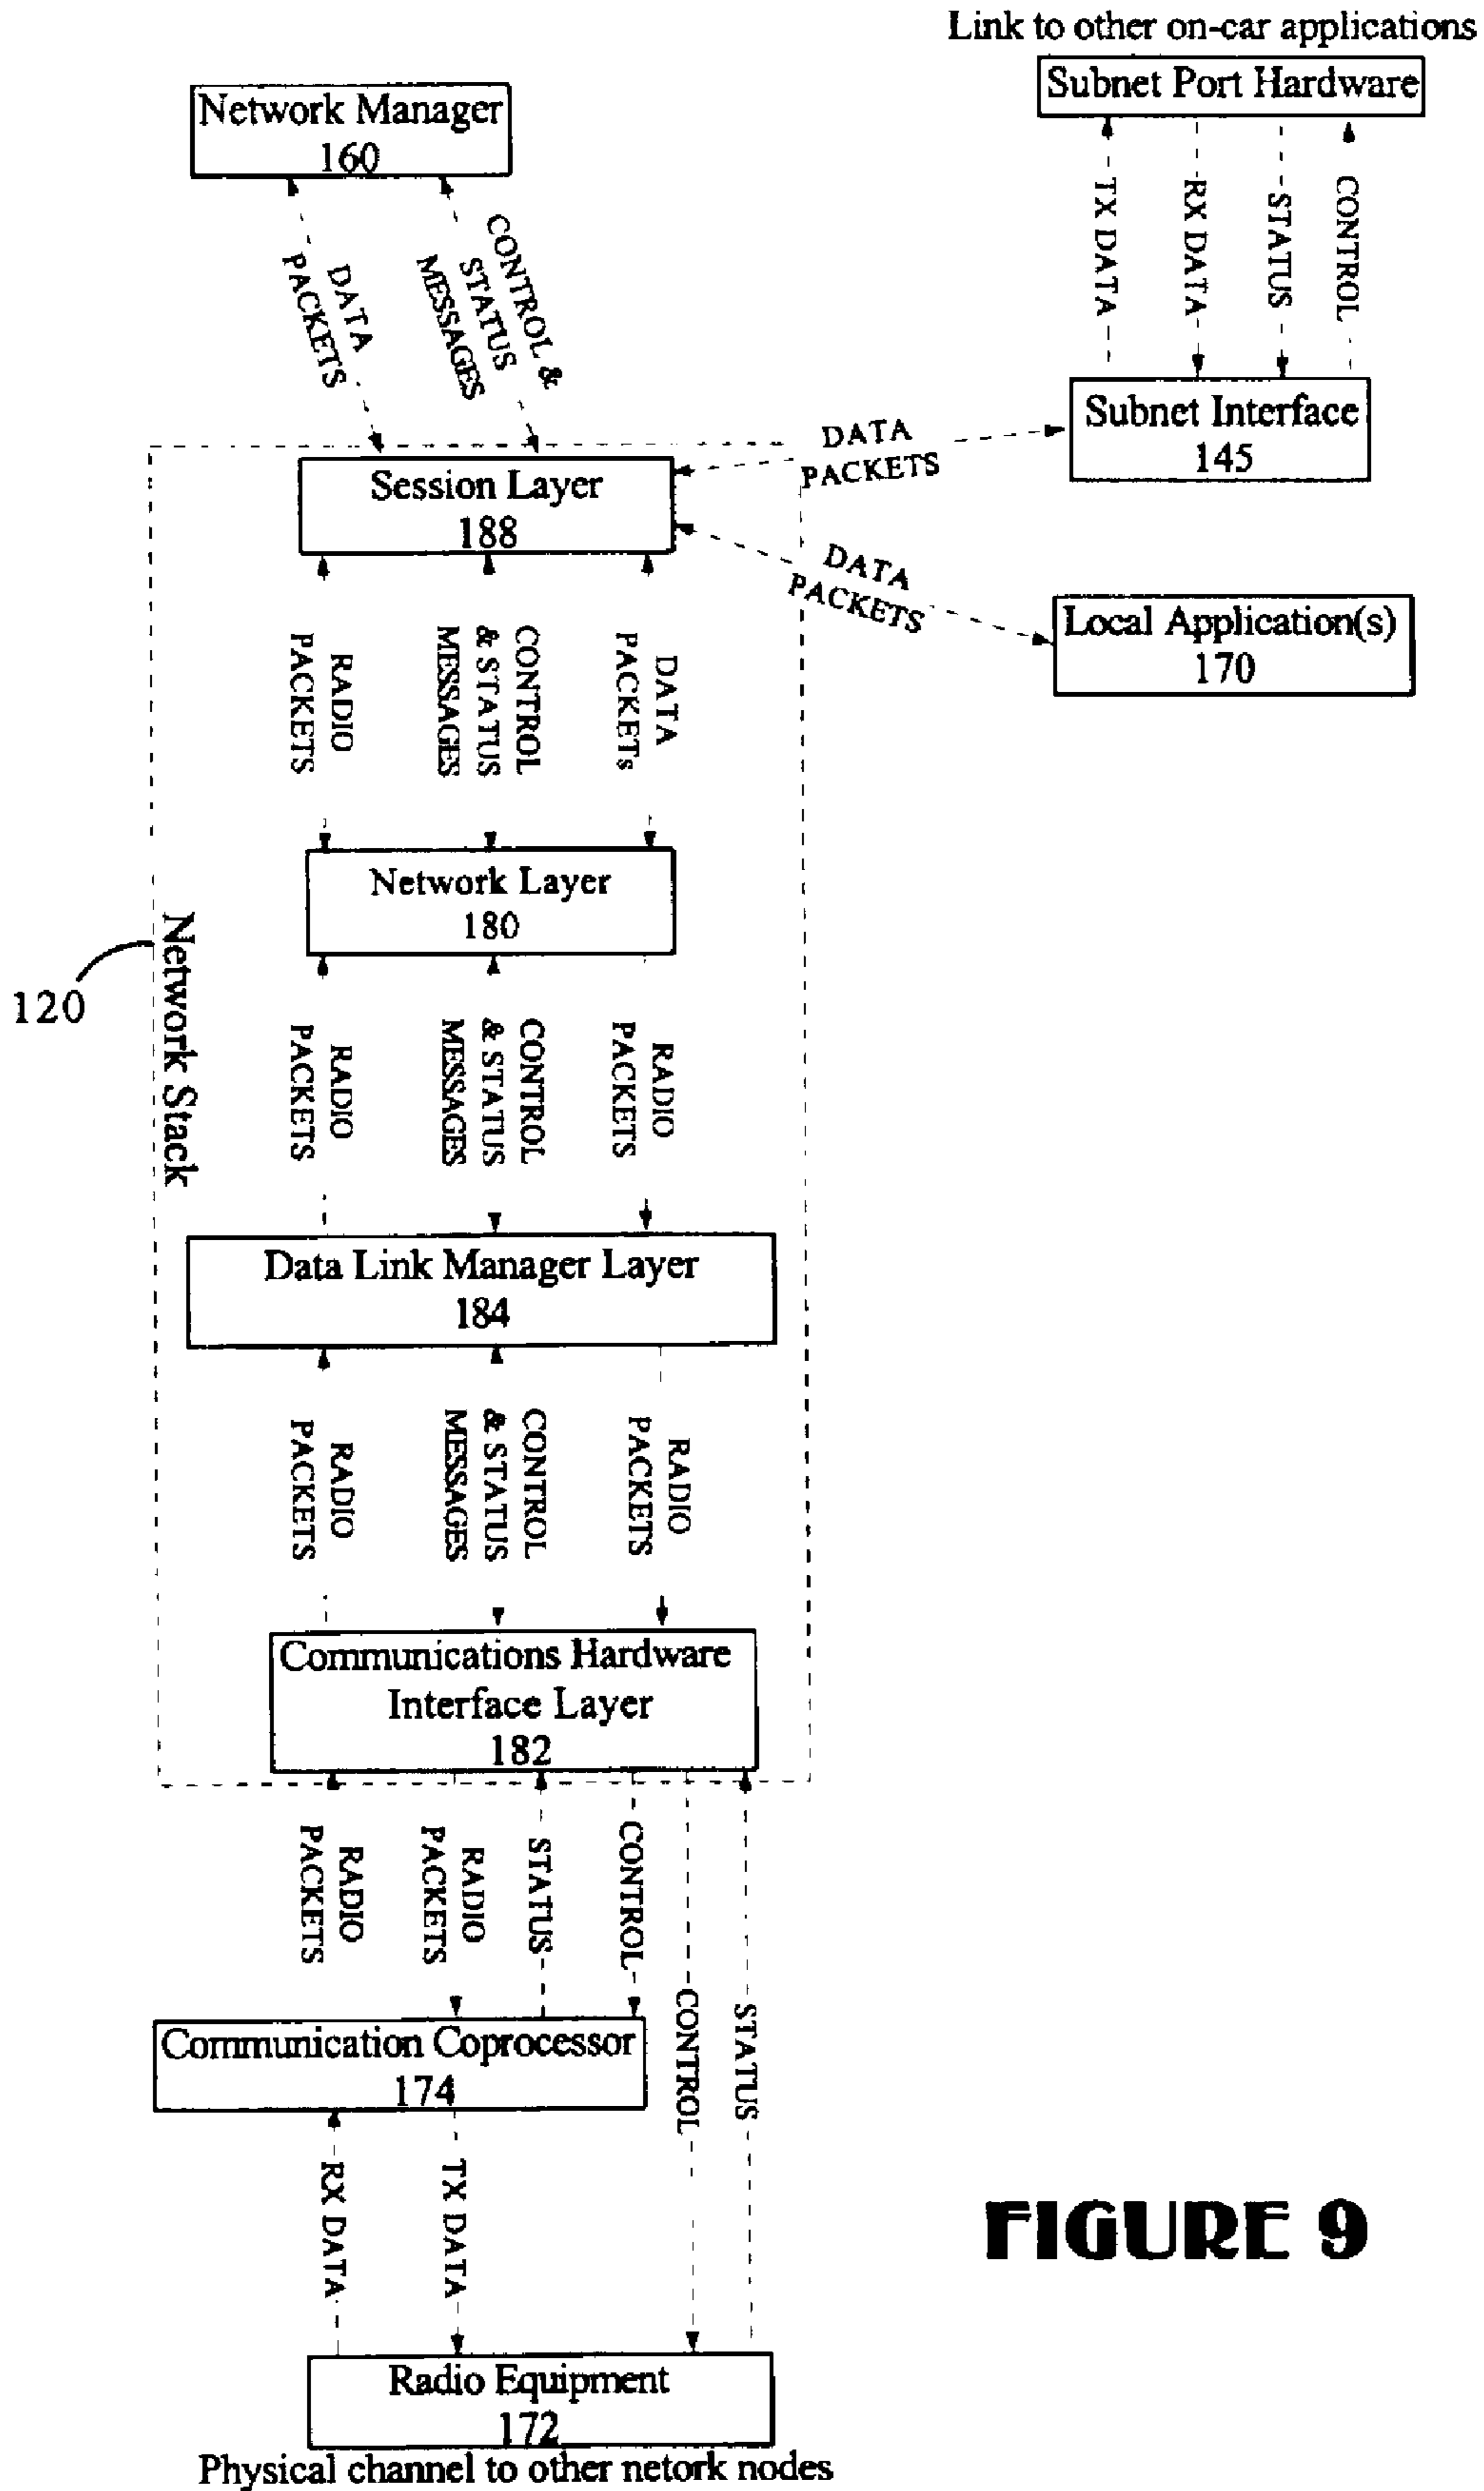 Link to other on-car applications
Subnet Port Hardware
Network Manager
160
TX DATA
RX DATA
STATUS
CONTROL
DATA
PACKETS
CONTROL &
STATUS
MESSAGES
Subnet Interface
145
DATA
PACKETS
Session Layer
188
DATA
PACKETS
Local Application(s)
170
RADIO
PACKETS
CONTROL
& STATUS
MESSAGES
DATA
PACKETs
Network Layer
180
120
Network Stack
RADIO
PACKETS
CONTROL
& STATUS
MESSAGES
RADIO
PACKETS
Data Link Manager Layer
184
RADIO
PACKETS
CONTROL
& STATUS
MESSAGES
RADIO
PACKETS
Communications Hardware
Interface Layer
182
RADIO
PACKETS
RADIO
PACKETS
STATUS
CONTROL
CONTROL
STATUS
Communication Coprocessor
174
RX DATA
TX DATA
FIGURE 9
Radio Equipment
172
Physical channel to other netork nodes